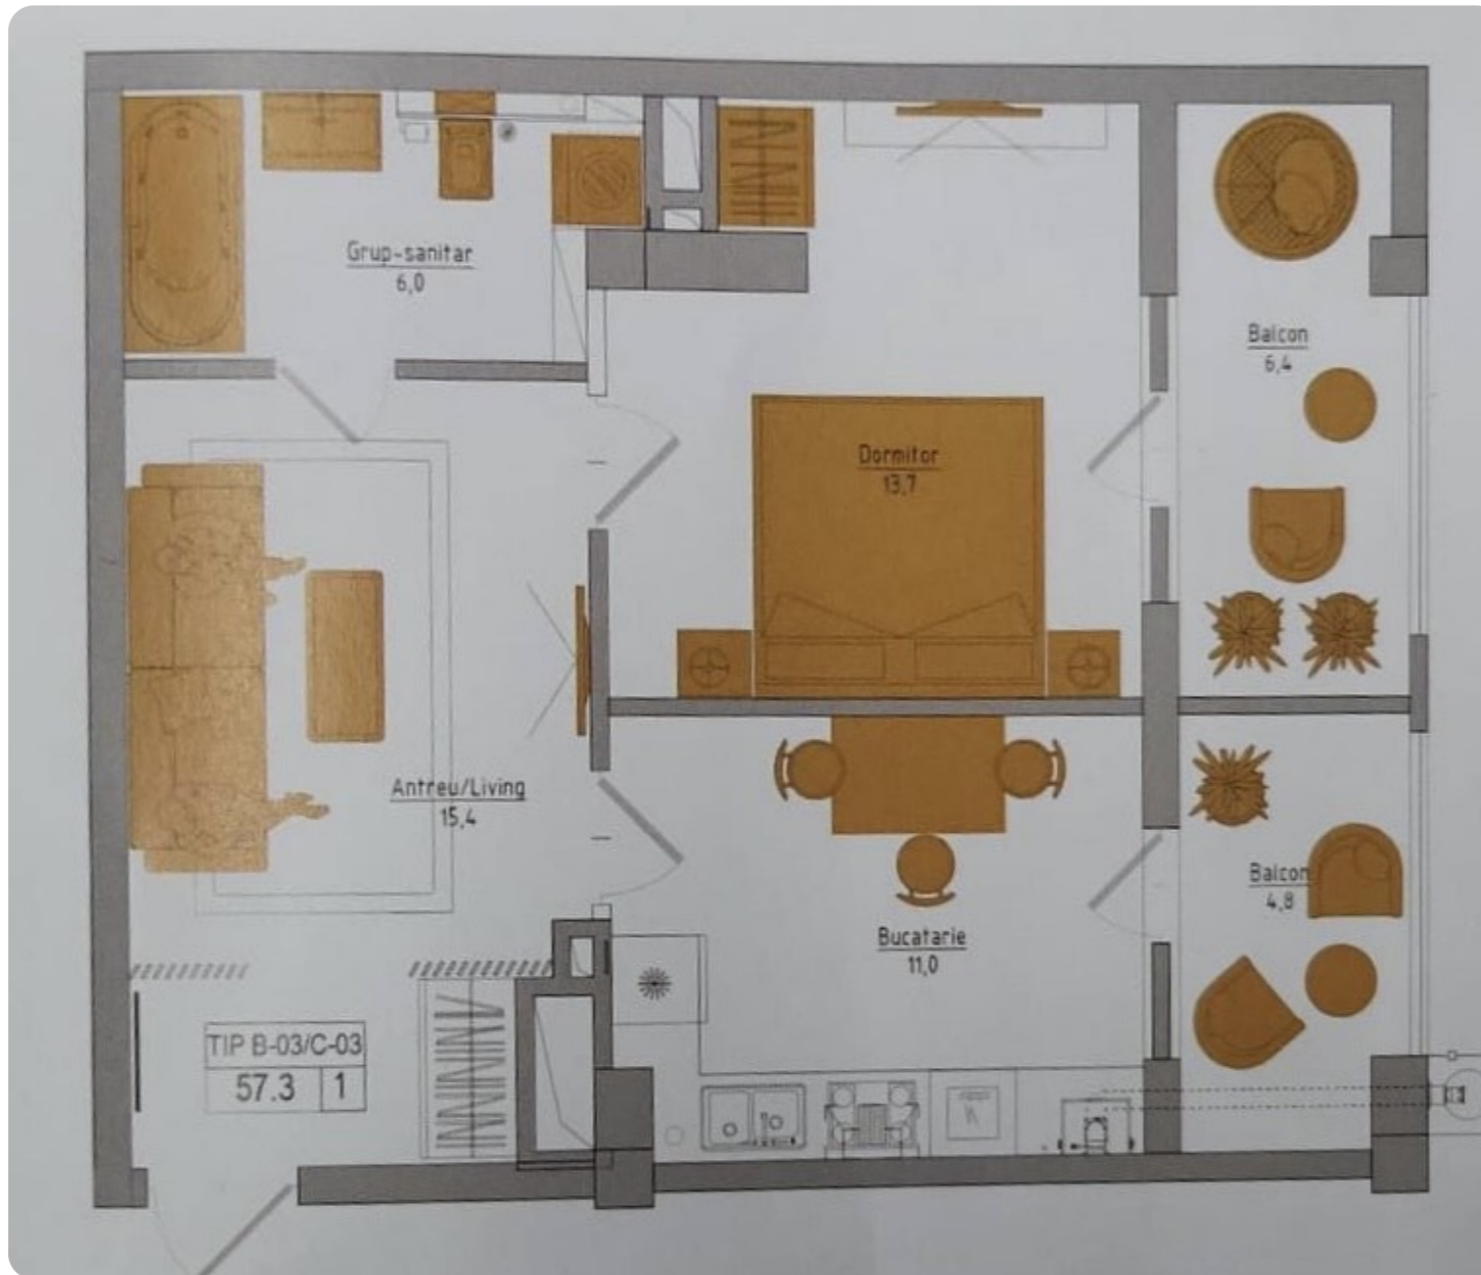 Grup-sanitar
6,0
Balcon
6,4
Dormitor
13,7
Antreu/Living
15,4
Balcon
4,8
Bucatarie
11,0
TIP B-03/C-03
57.3 1